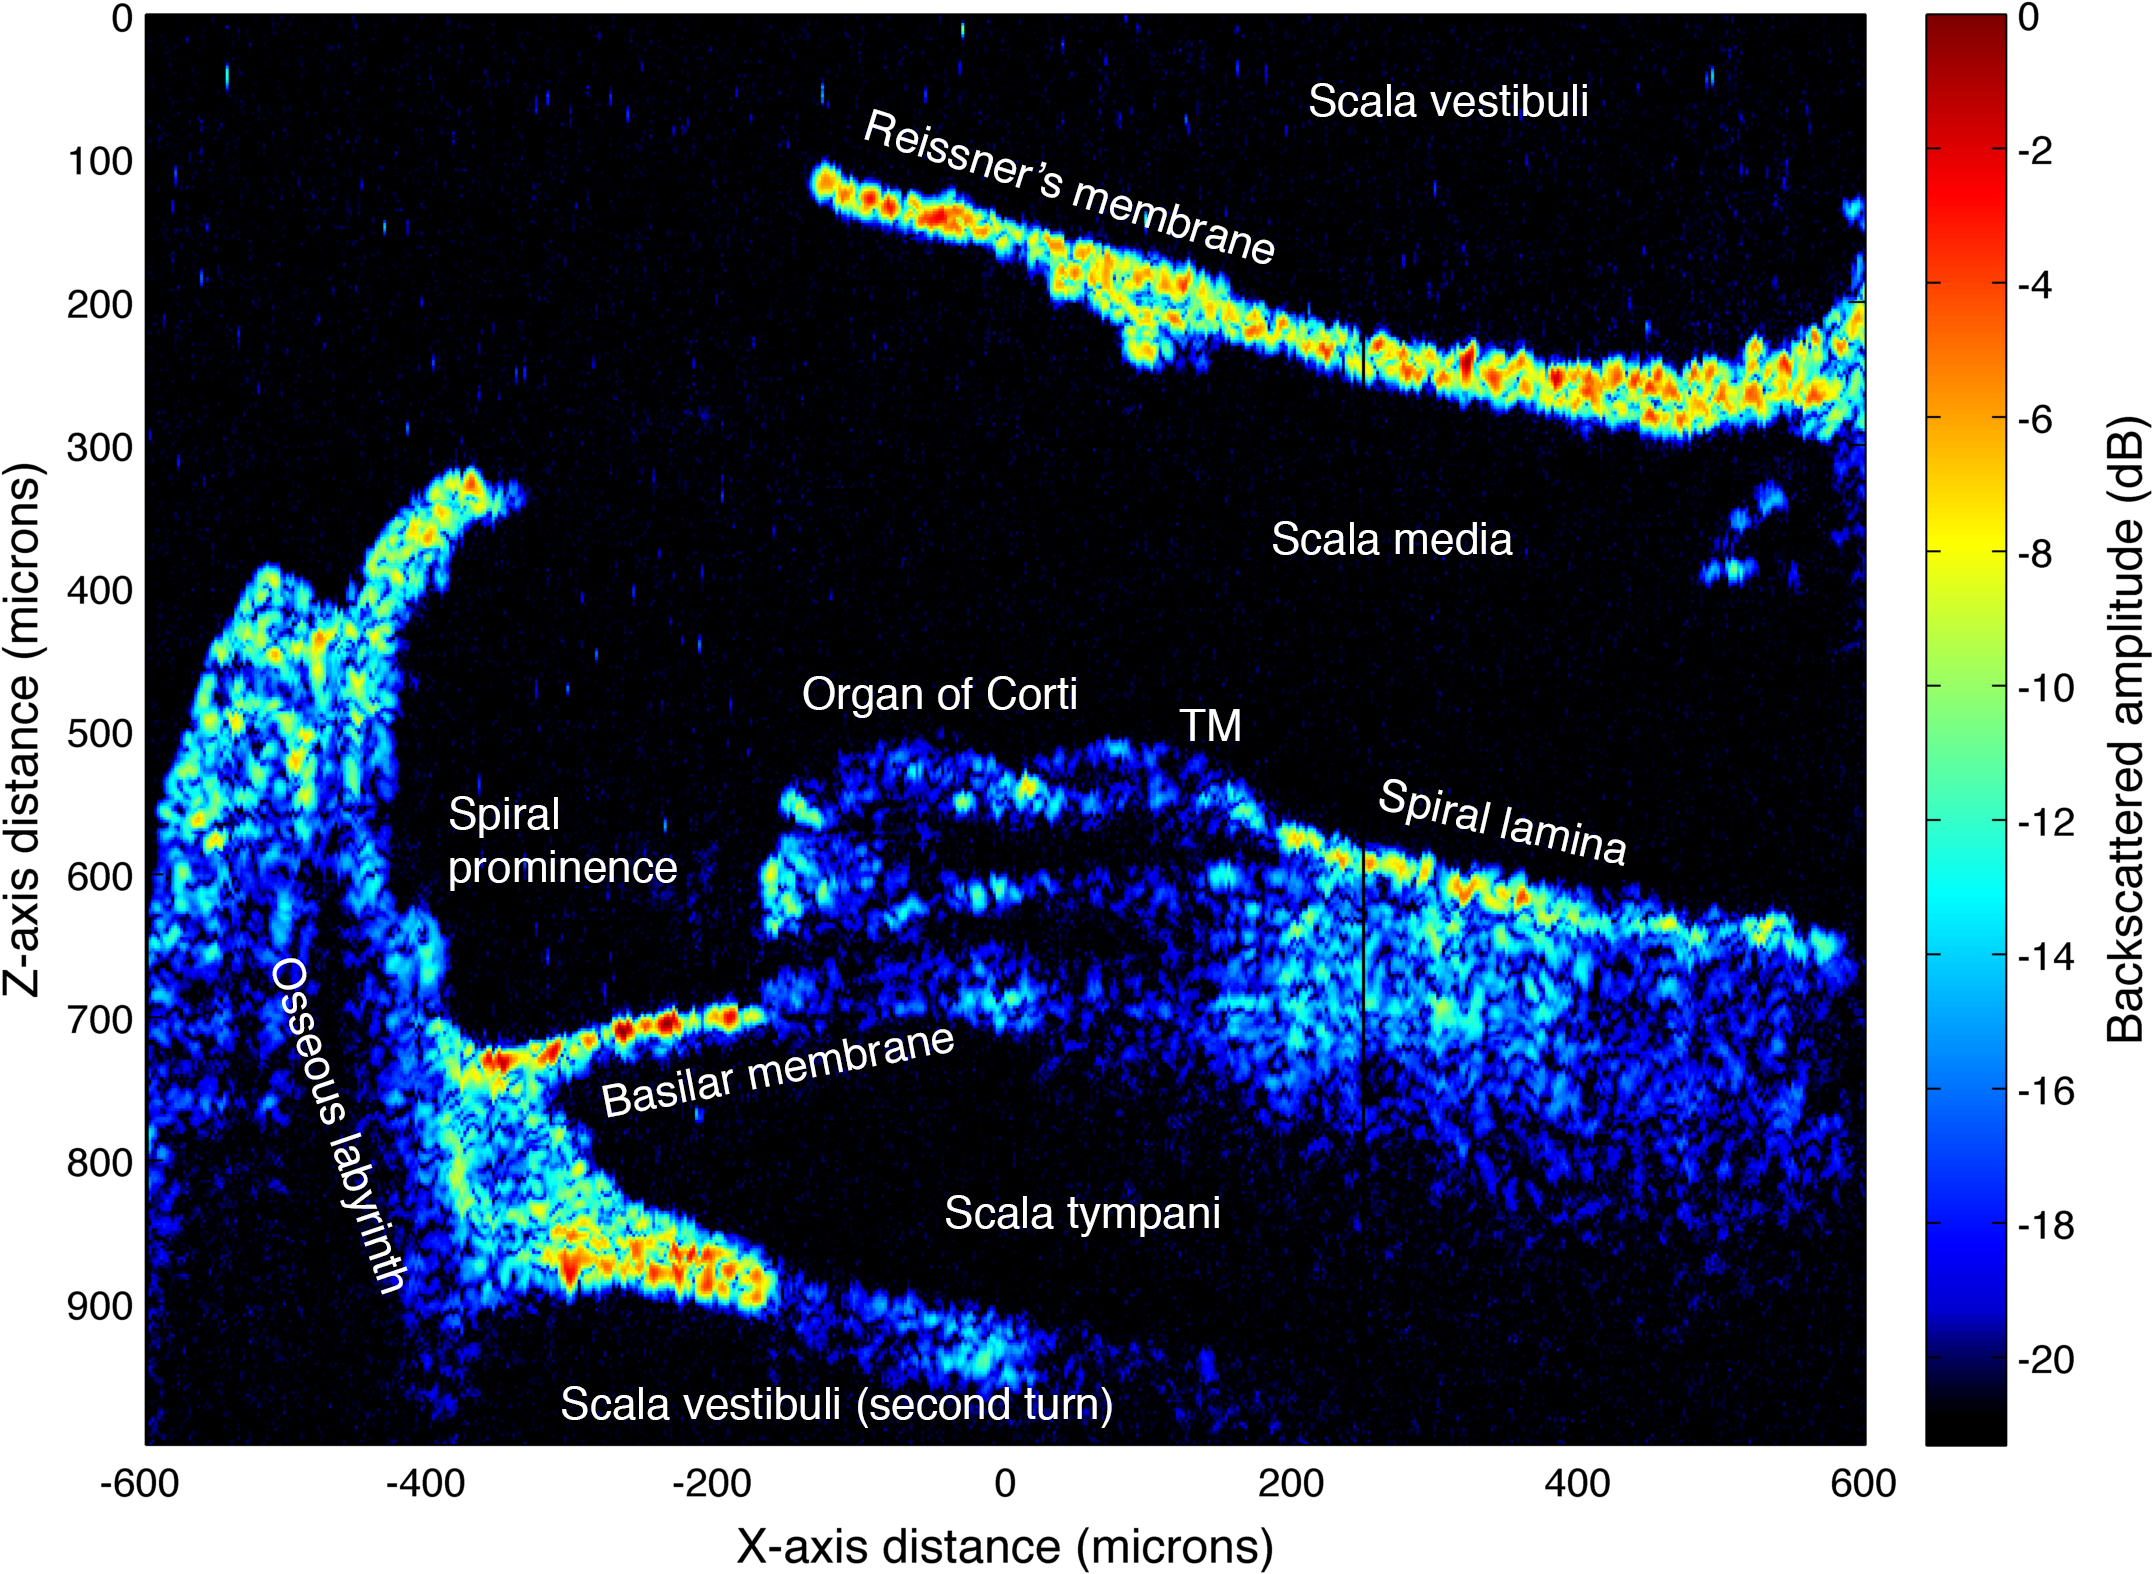 0
100
200
300
400
500
600
700
800
900
Z-axis distance (microns)
Scala vestibuli
Reissner's membrane
Scala media
Organ of Corti
TM
Spiral
prominence
Spiral lamina
Osseous labyrinth
Basilar membrane
Scala tympani
Scala vestibuli (second turn)
-600
-400
-200
0
200
400
600
X-axis distance (microns)
0
-2
-4
-6
-8
-10
-12
-14
-16
-18
-20
Backscattered amplitude (dB)